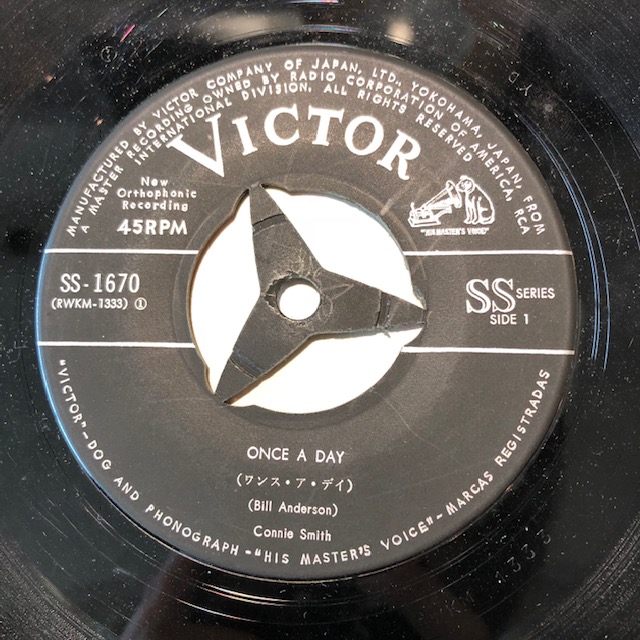 MANUFACTURED BY VICTOR COMPANY OF JAPAN, LTD. YOKOHAMA, JAPAN, FROM
A MASTER RECORDING OWNED BY RADIO CORPORATION OF AMERICA, RCA
INTERNATIONAL DIVISION. ALL RIGHTS RESERVED
VICTOR
New
Orthophonic
Recording
45RPM
"HIS MASTER'S VOICE"
SS-1670
(RWKM-1333) ①
SS SERIES
SIDE 1
ONCE A DAY
(ワンス・ア・デイ)
(Bill Anderson)
Connie Smith
"VICTOR"-DOG AND PHONOGRAPH-"HIS MASTER'S VOICE"-MARCAS REGISTRADAS